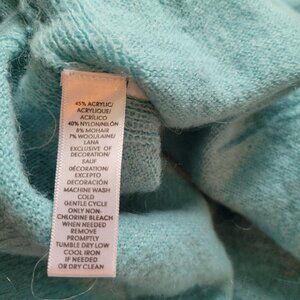 45% ACRYLIC/
ACRYLIQUE/
ACRÍLICO
40% NYLON/NILÓN
8% MOHAIR
7% WOOL/LAINE/
LANA
EXCLUSIVE OF
DECORATION/
SAUF
DÉCORATION/
EXCEPTO
DECORACIÓN
MACHINE WASH
COLD
GENTLE CYCLE
ONLY NON-
CHLORINE BLEACH
WHEN NEEDED
REMOVE
PROMPTLY
TUMBLE DRY LOW
COOL IRON
IF NEEDED
OR DRY CLEAN